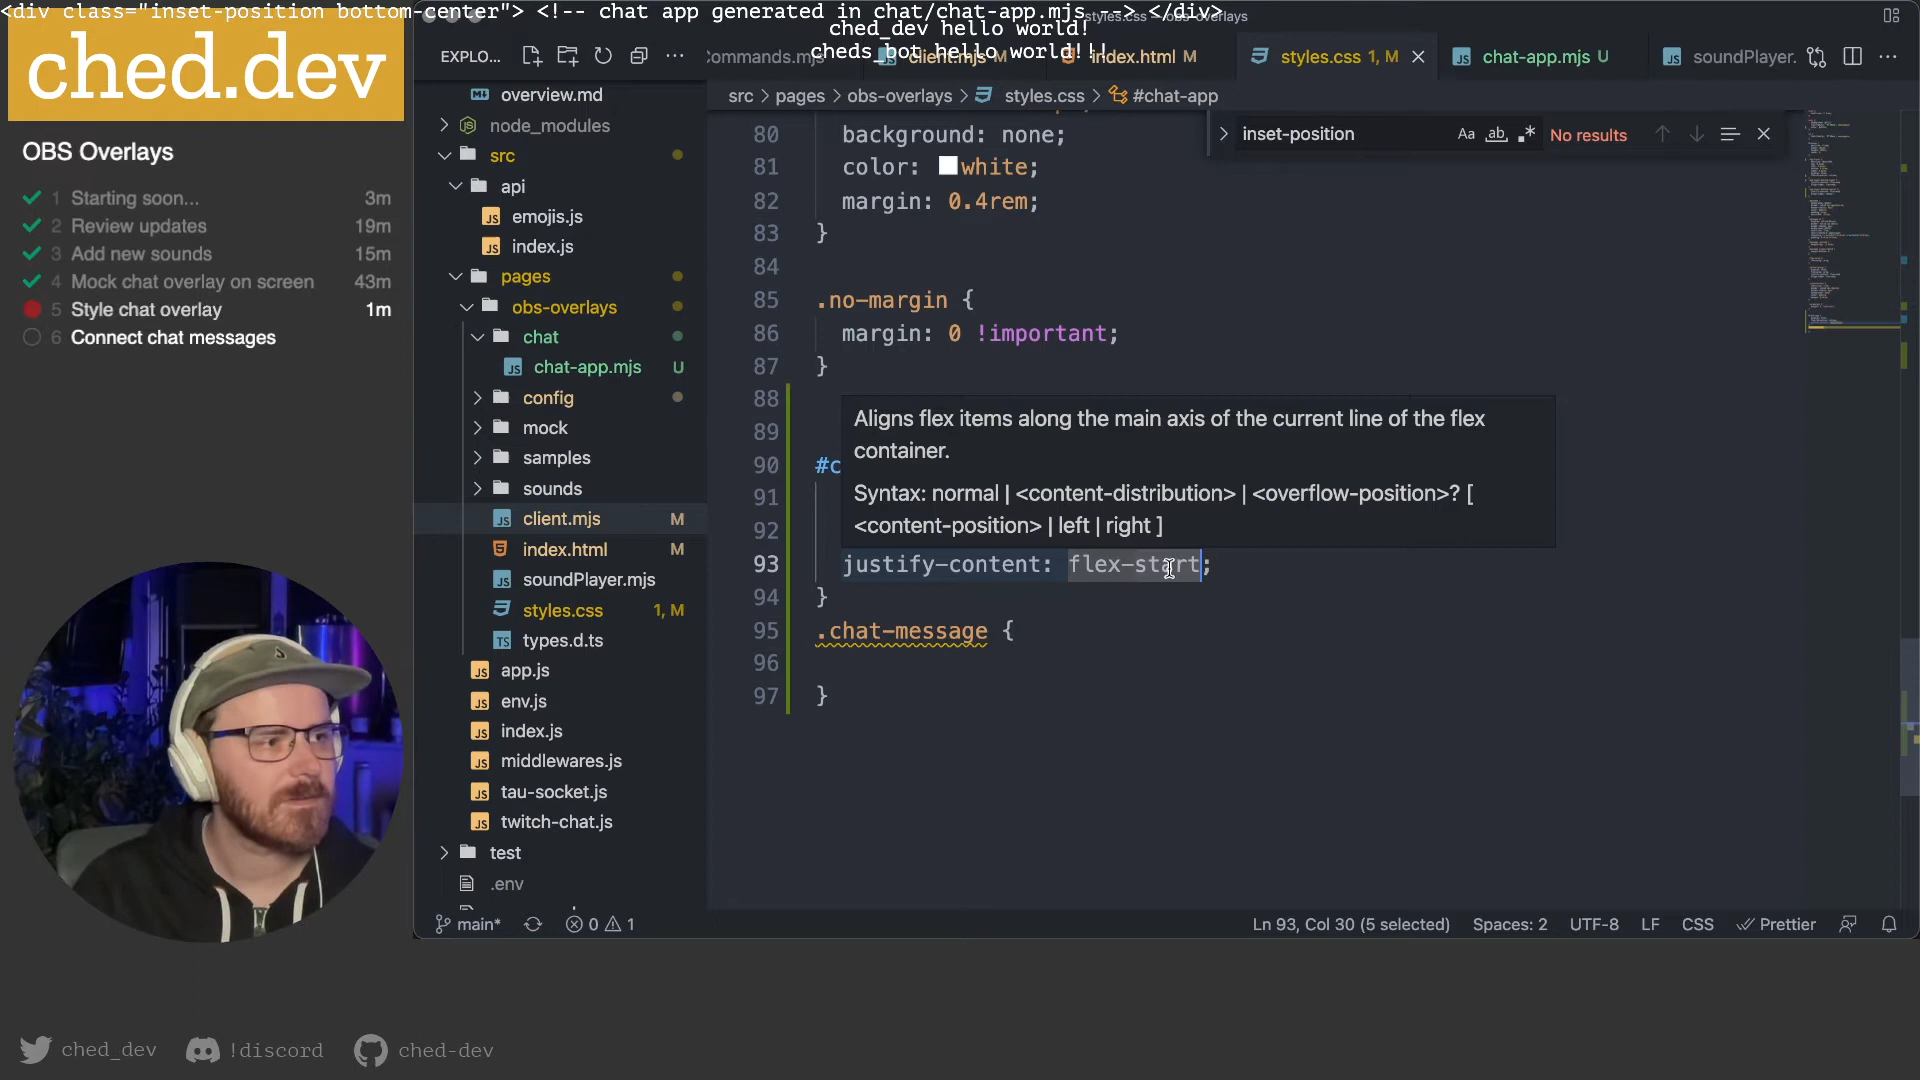 <div class="inset-position bottom-center"> <!-- chat app generated in chat/chat-app.mjs --> </div>
ched_dev hello world!
cheds_bot hello world!!!
ched.dev
OBS Overlays
1 Starting soon... 3m
2 Review updates 19m
3 Add new sounds 15m
4 Mock chat overlay on screen 43m
5 Style chat overlay 1m
6 Connect chat messages
styles.css — obs-overlays
EXPLO...
Commands.mjs
client.mjs M
index.html M
styles.css 1, M
chat-app.mjs U
soundPlayer.
src > pages > obs-overlays > styles.css > #chat-app
inset-position
Aa ab .*
No results
overview.md
node_modules
src
api
emojis.js
index.js
pages
obs-overlays
chat
chat-app.mjs U
config
mock
samples
sounds
client.mjs M
index.html M
soundPlayer.mjs
styles.css 1, M
types.d.ts
app.js
env.js
index.js
middlewares.js
tau-socket.js
twitch-chat.js
test
.env
80 background: none;
81 color: white;
82 margin: 0.4rem;
83 }
84
85 .no-margin {
86 margin: 0 !important;
87 }
88
89
90 #c
91
92
93 justify-content: flex-start;
94 }
95 .chat-message {
96
97 }
Aligns flex items along the main axis of the current line of the flex
container.
Syntax: normal | <content-distribution> | <overflow-position>? [
<content-position> | left | right ]
main*
0 1
Ln 93, Col 30 (5 selected)
Spaces: 2
UTF-8
LF
CSS
Prettier
ched_dev
!discord
ched-dev